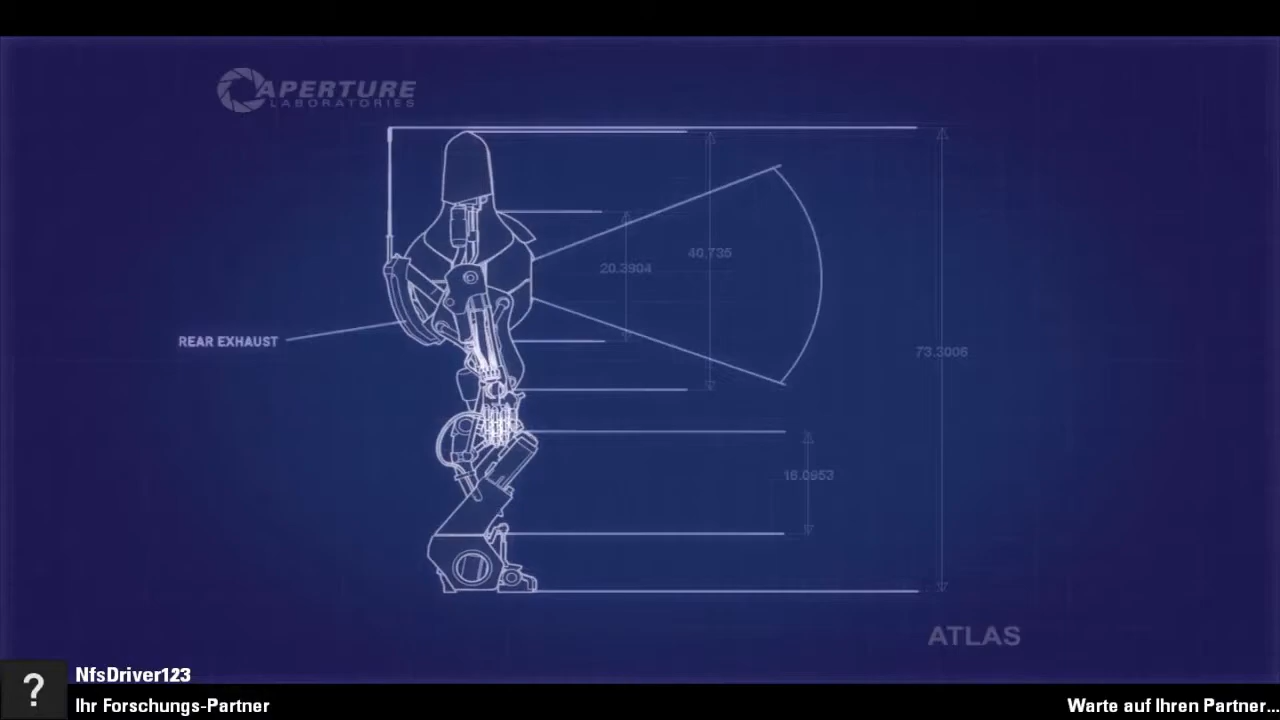 APERTURE
LABORATORIES
40.735
20.3904
REAR EXHAUST
73.3006
16.0953
ATLAS
NfsDriver123
?
Ihr Forschungs-Partner
Warte auf Ihren Partner...